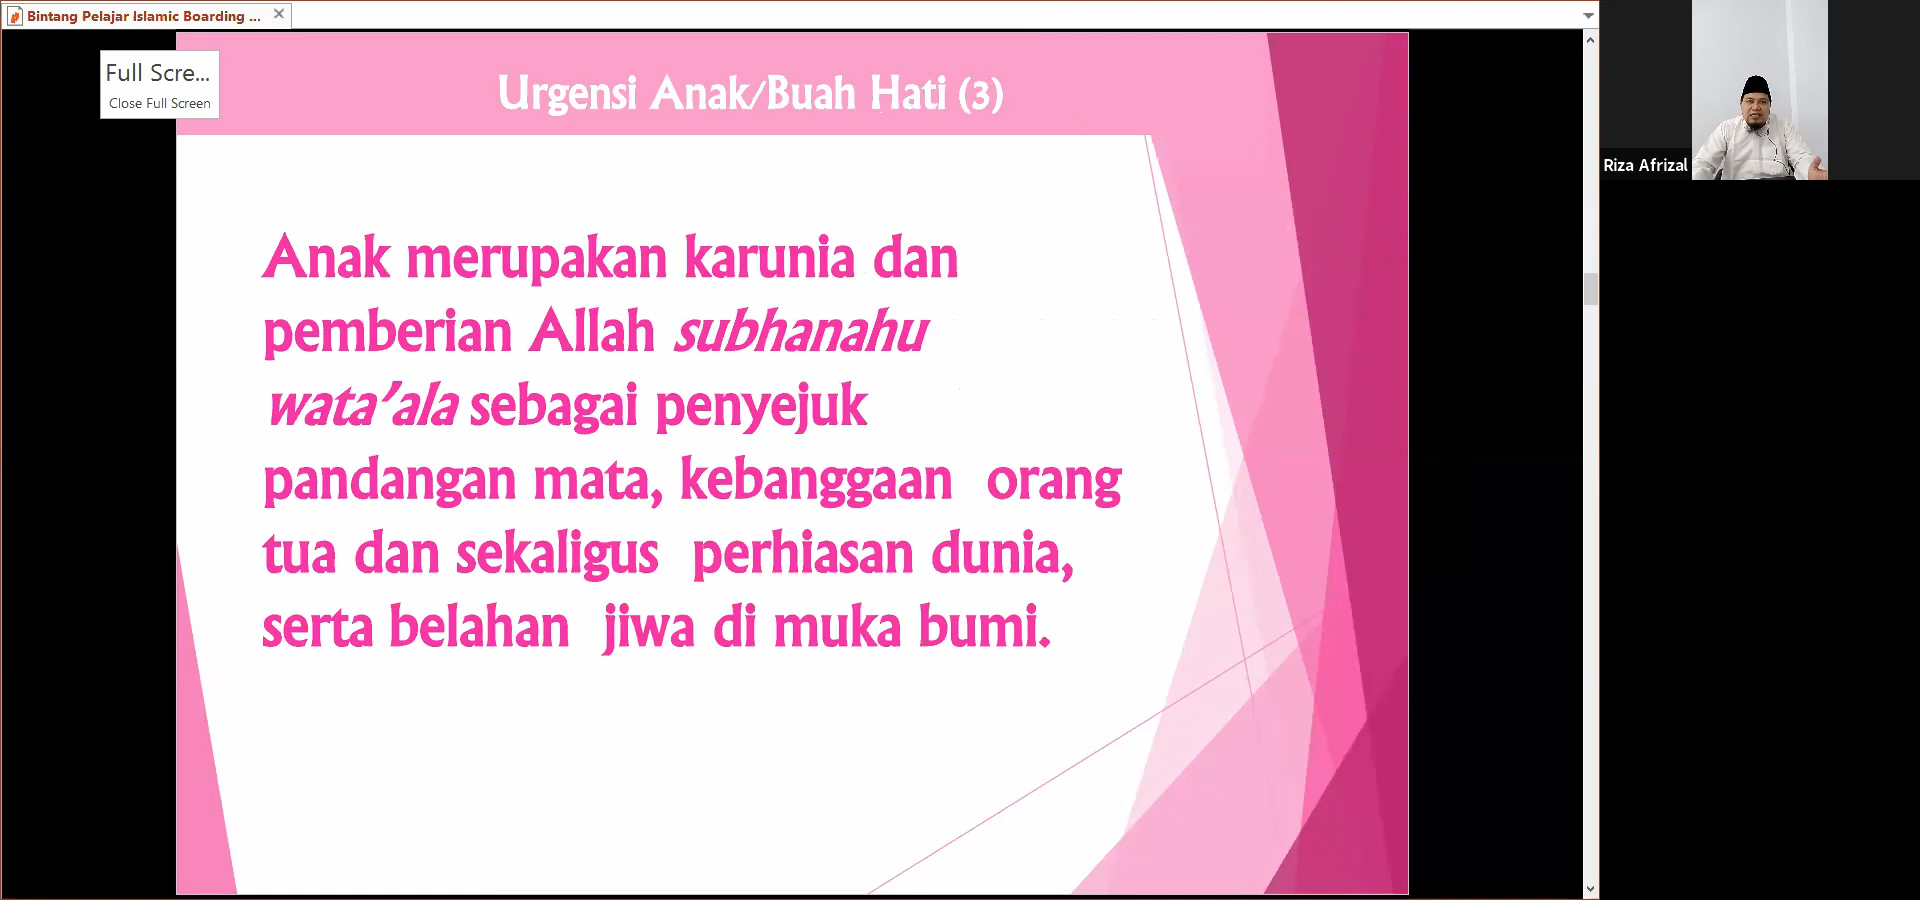 Bintang Pelajar Islamic Boarding ...
Full Scre...
Close Full Screen
Urgensi Anak/Buah Hati (3)
Anak merupakan karunia dan
pemberian Allah subhanahu
wata'ala sebagai penyejuk
pandangan mata, kebanggaan orang
tua dan sekaligus perhiasan dunia,
serta belahan jiwa di muka bumi.
Riza Afrizal